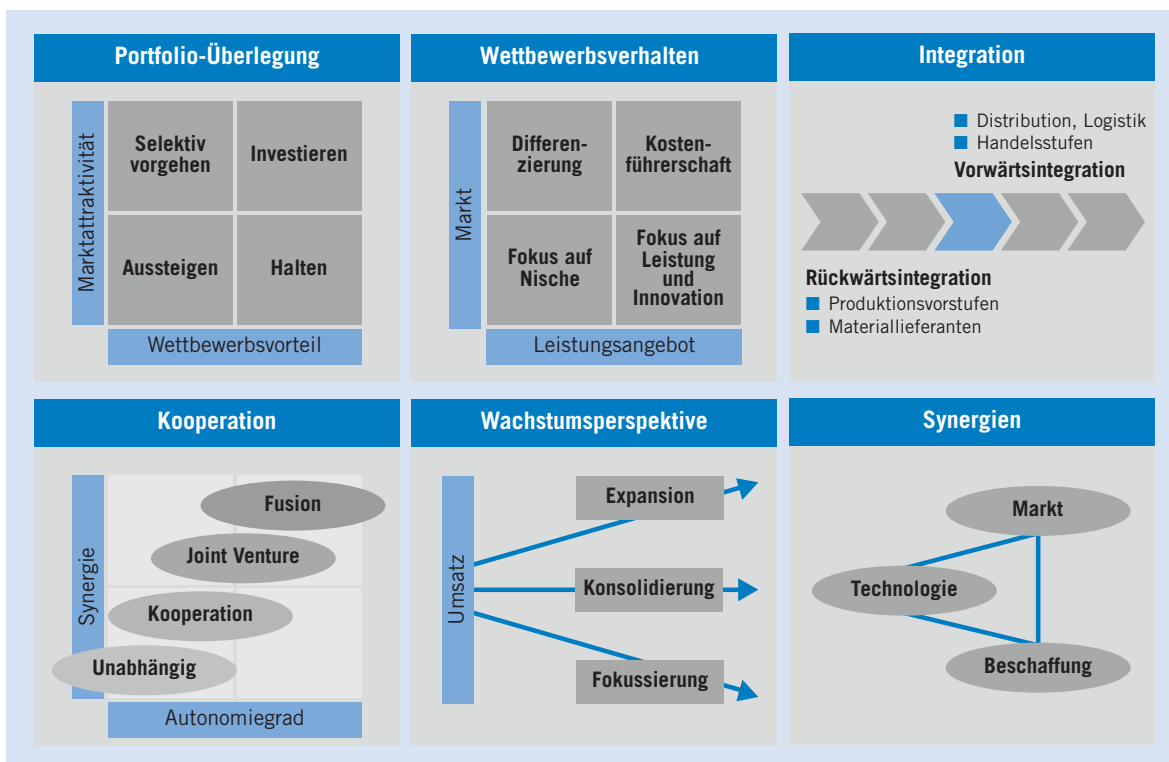 Portfolio-Überlegung
Marktattraktivität
Selektiv
vorgehen
Investieren
Aussteigen
Halten
Wettbewerbsvorteil
Wettbewerbsverhalten
Markt
Differen-
zierung
Kosten-
führerschaft
Fokus auf
Nische
Fokus auf
Leistung
und
Innovation
Leistungsangebot
Integration
Distribution, Logistik
Handelsstufen
Vorwärtsintegration
Rückwärtsintegration
Produktionsvorstufen
Materiallieferanten
Kooperation
Synergie
Fusion
Joint Venture
Kooperation
Unabhängig
Autonomiegrad
Wachstumsperspektive
Umsatz
Expansion
Konsolidierung
Fokussierung
Synergien
Markt
Technologie
Beschaffung